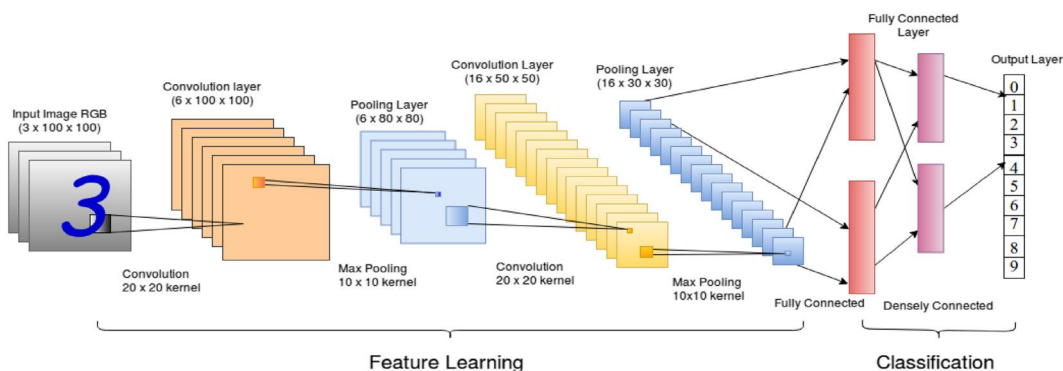 Input Image RGB
(3 x 100 x 100)
3
Convolution layer
(6 x 100 x 100)
Pooling Layer
(6 x 80 x 80)
Convolution Layer
(16 x 50 x 50)
Pooling Layer
(16 x 30 x 30)
Fully Connected
Layer
Output Layer
0
1
2
3
4
5
6
7
8
9
Convolution
20 x 20 kernel
Max Pooling
10 x 10 kernel
Convolution
20 x 20 kernel
Max Pooling
10x10 kernel
Fully Connected
Densely Connected
Feature Learning
Classification